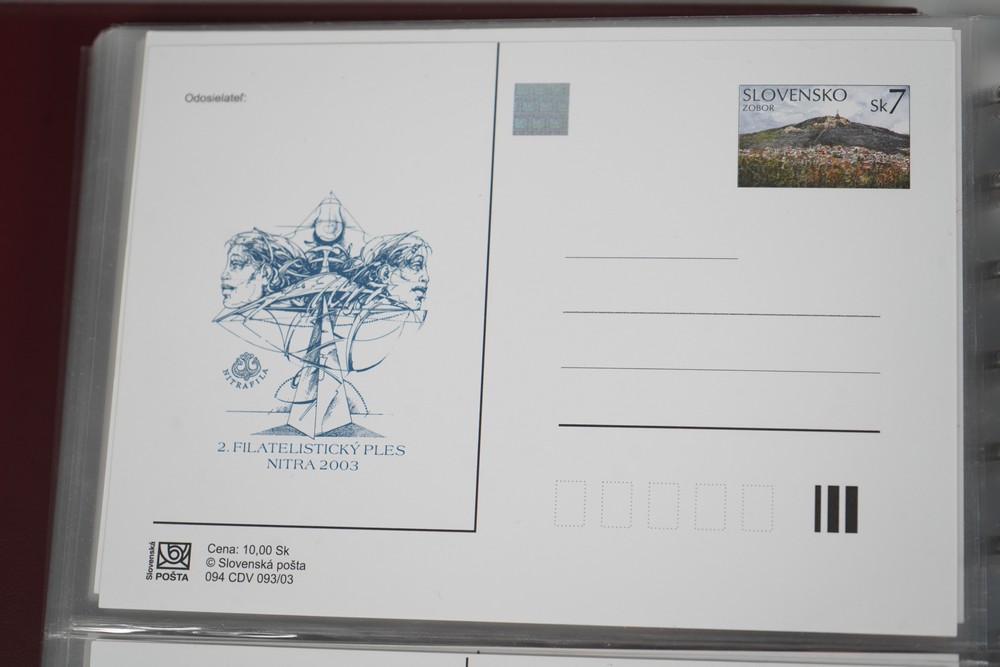 Odosielateľ:
SLOVENSKO
ZOBOR
Sk7
NITRAFILA
2. FILATELISTICKÝ PLES
NITRA 2003
Slovenská
POŠTA
Cena: 10,00 Sk
© Slovenská pošta
094 CDV 093/03